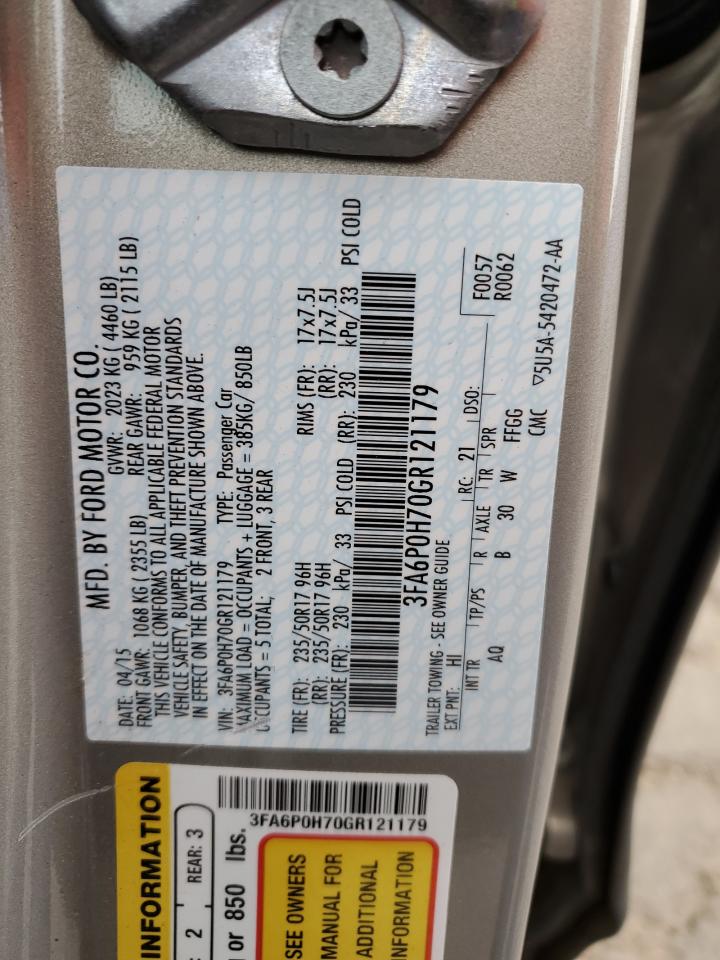 MFD. BY FORD MOTOR CO.
DATE: 04/15 GVWR: 2023 KG ( 4460 LB)
FRONT GAWR: 1068 KG ( 2355 LB) REAR GAWR: 959 KG ( 2115 LB)
THIS VEHICLE CONFORMS TO ALL APPLICABLE FEDERAL MOTOR
VEHICLE SAFETY, BUMPER, AND THEFT PREVENTION STANDARDS
IN EFFECT ON THE DATE OF MANUFACTURE SHOWN ABOVE.
VIN: 3FA6P0H70GR121179 TYPE: Passenger Car
MAXIMUM LOAD = OCCUPANTS + LUGGAGE = 385KG/ 850LB
OCCUPANTS = 5 TOTAL; 2 FRONT, 3 REAR
TIRE (FR): 235/50R17 96H RIMS (FR): 17x7.5J
(RR): 235/50R17 96H (RR): 17x7.5J
PRESSURE (FR): 230 kPa/ 33 PSI COLD (RR): 230 kPa/ 33 PSI COLD
3FA6P0H70GR121179
TRAILER TOWING - SEE OWNER GUIDE
EXT PNT: HI RC: 21 DSO: F0057
R0062
INT TR TP/PS R AXLE TR SPR
AQ B 30 W FFGG
CMC ▽5U5A-5420472-AA
INFORMATION
: 2 REAR: 3
or 850 lbs.
3FA6P0H70GR121179
SEE OWNERS
MANUAL FOR
ADDITIONAL
INFORMATION